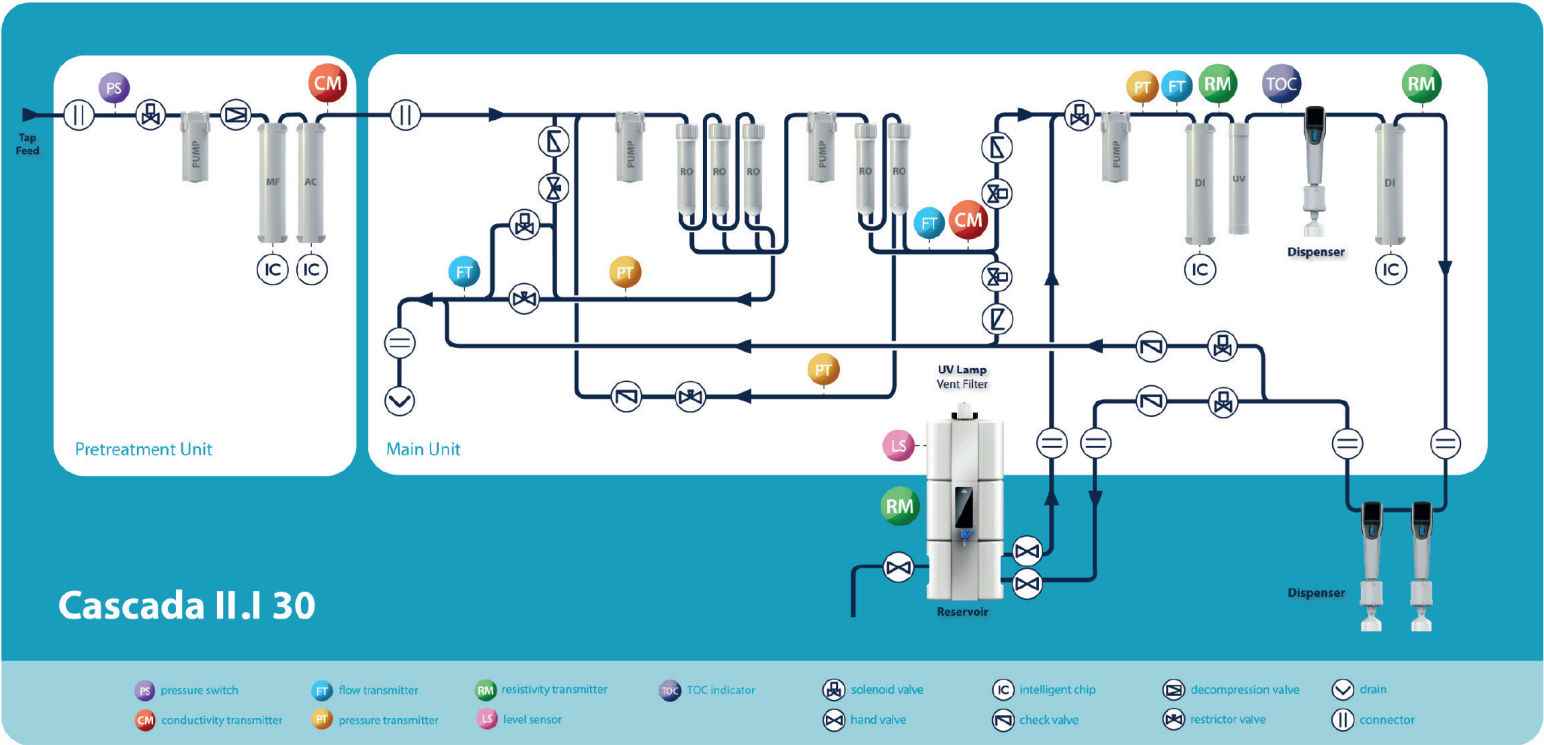 PS
CM
Tap
Feed
PUMP
MF
AC
IC
IC
Pretreatment Unit
PUMP
RO
RO
RO
PUMP
RO
RO
FT
CM
FT
PT
PT
Main Unit
PUMP
PT
FT
RM
TOC
RM
DI
UV
DI
Dispenser
IC
IC
UV Lamp
Vent Filter
LS
RM
Reservoir
Dispenser
Cascada II.I 30
PS pressure switch
FT flow transmitter
RM resistivity transmitter
TOC TOC indicator
solenoid valve
IC intelligent chip
decompression valve
drain
CM conductivity transmitter
PT pressure transmitter
LS level sensor
hand valve
check valve
restrictor valve
connector